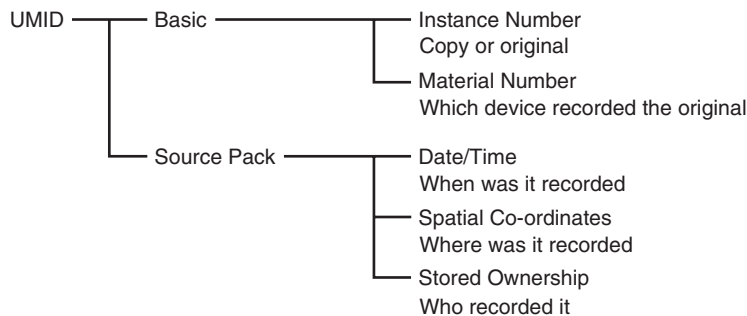 UMID
Basic
Instance Number
Copy or original
Material Number
Which device recorded the original
Source Pack
Date/Time
When was it recorded
Spatial Co-ordinates
Where was it recorded
Stored Ownership
Who recorded it